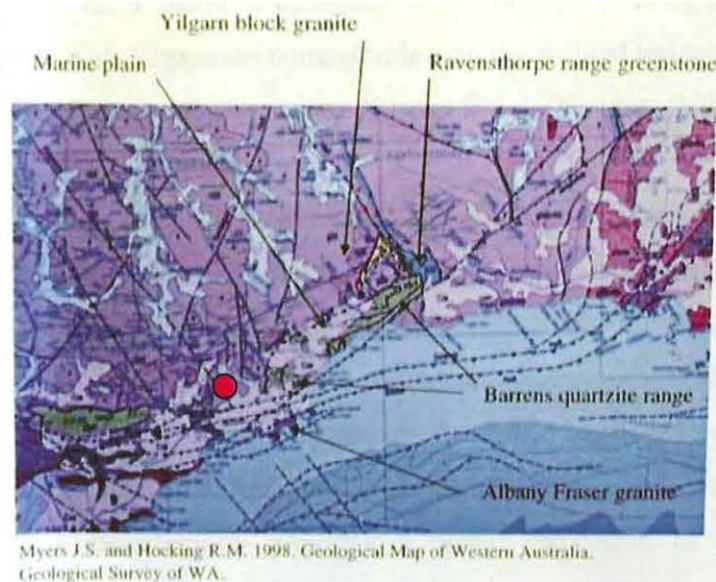 Yilgarn block granite
Marine plain
Ravensthorpe range greenstone
Barrens quartzite range
Albany Fraser granite
Myers J.S. and Hocking R.M. 1998. Geological Map of Western Australia.
Geological Survey of WA.